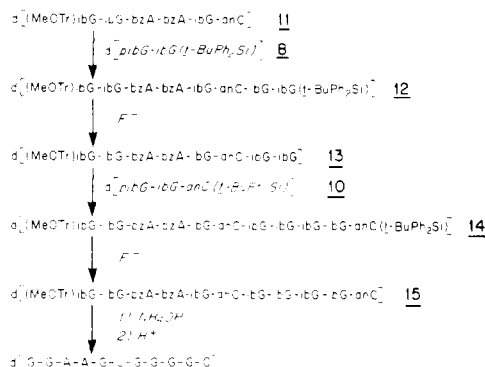 d[(MeOTr)ibG-ibG-bzA-bzA-ibG-anC] 11
d[pibG-ibG(t-BuPh₂Si)] 8
d[(MeOTr)ibG-ibG-bzA-bzA-ibG-anC-ibG-ibG(t-BuPh₂Si)] 12
F⁻
d[(MeOTr)ibG-ibG-bzA-bzA-ibG-anC-ibG-ibG] 13
d[pibG-ibG-anC(t-BuPh₂Si)] 10
d[(MeOTr)ibG-ibG-bzA-bzA-ibG-anC-ibG-ibG-ibG-ibG-anC(t-BuPh₂Si)] 14
F⁻
d[(MeOTr)ibG-ibG-bzA-bzA-ibG-anC-ibG-ibG-ibG-ibG-anC] 15
1) NH₄OH
2) H⁺
d[G-G-A-A-G-C-G-G-G-G-C]